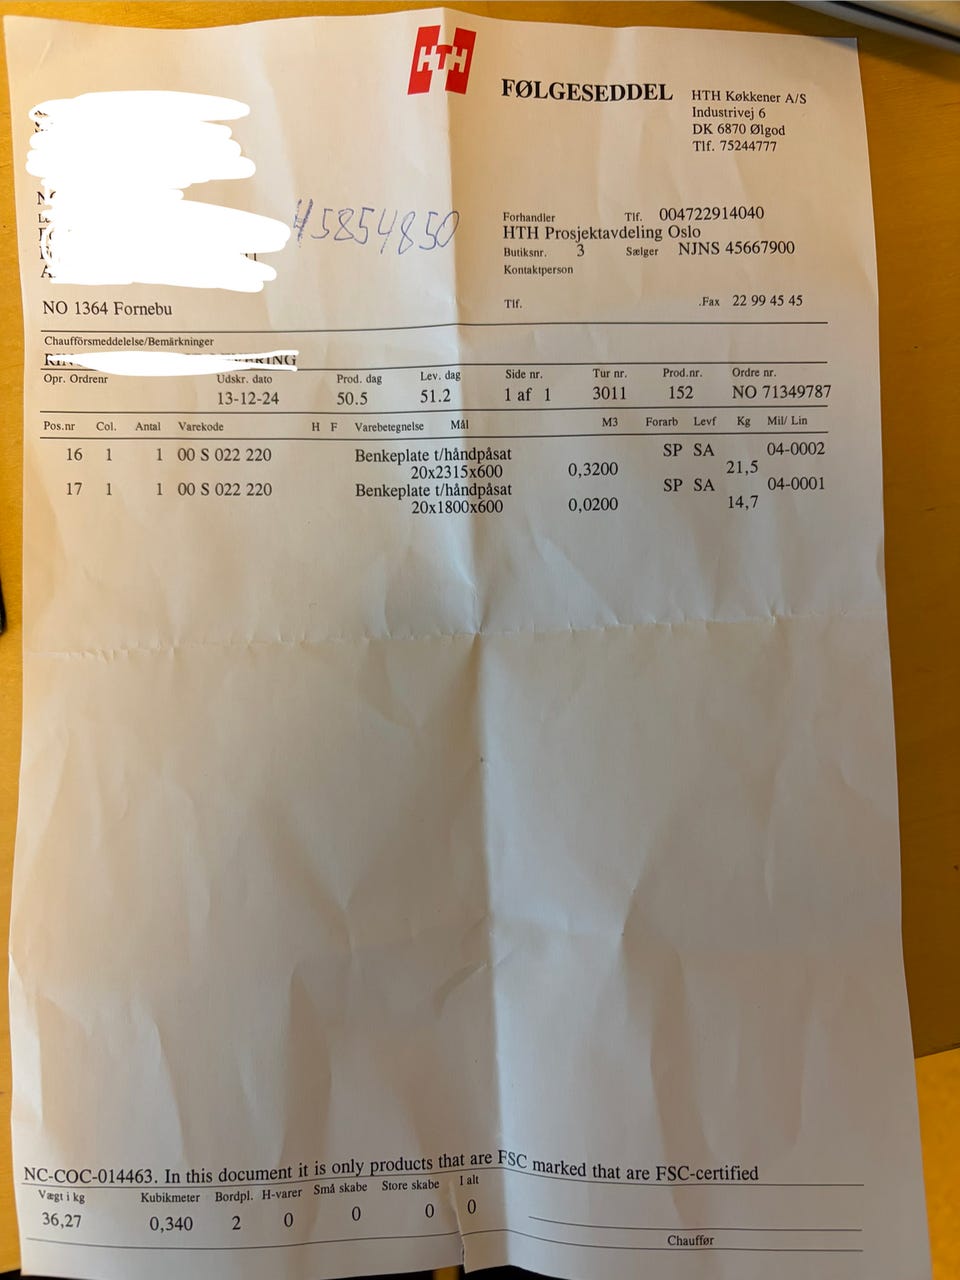 HTH
FØLGESEDDEL
HTH Køkkener A/S
Industrivej 6
DK 6870 Ølgod
Tlf. 75244777
45854850
Forhandler Tlf. 004722914040
HTH Prosjektavdeling Oslo
Butiksnr. 3 Sælger NJNS 45667900
Kontaktperson
NO 1364 Fornebu
Tlf. .Fax 22 99 45 45
Chaufförsmeddelelse/Bemärkninger
Opr. Ordrenr Udskr. dato Prod. dag Lev. dag Side nr. Tur nr. Prod.nr. Ordre nr.
13-12-24 50.5 51.2 1 af 1 3011 152 NO 71349787
Pos.nr Col. Antal Varekode H F Varebetegnelse Mål M3 Forarb Levf Kg Mil/ Lin
16 1 1 00 S 022 220 Benkeplate t/håndpåsat SP SA 04-0002
20x2315x600 0,3200 21,5
17 1 1 00 S 022 220 Benkeplate t/håndpåsat SP SA 04-0001
20x1800x600 0,0200 14,7
NC-COC-014463. In this document it is only products that are FSC marked that are FSC-certified
Vægt i kg Kubikmeter Bordpl. H-varer Små skabe Store skabe I alt
36,27 0,340 2 0 0 0 0
Chauffør